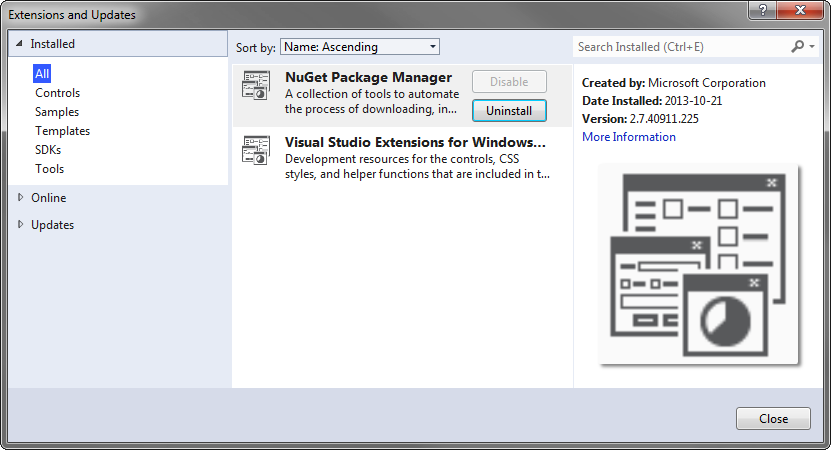 Extensions and Updates
Installed
All
Controls
Samples
Templates
SDKs
Tools
Online
Updates
Sort by: Name: Ascending
NuGet Package Manager
A collection of tools to automate
the process of downloading, in...
Disable
Uninstall
Visual Studio Extensions for Windows...
Development resources for the controls, CSS
styles, and helper functions that are included in t...
Search Installed (Ctrl+E)
Created by: Microsoft Corporation
Date Installed: 2013-10-21
Version: 2.7.40911.225
More Information
Close